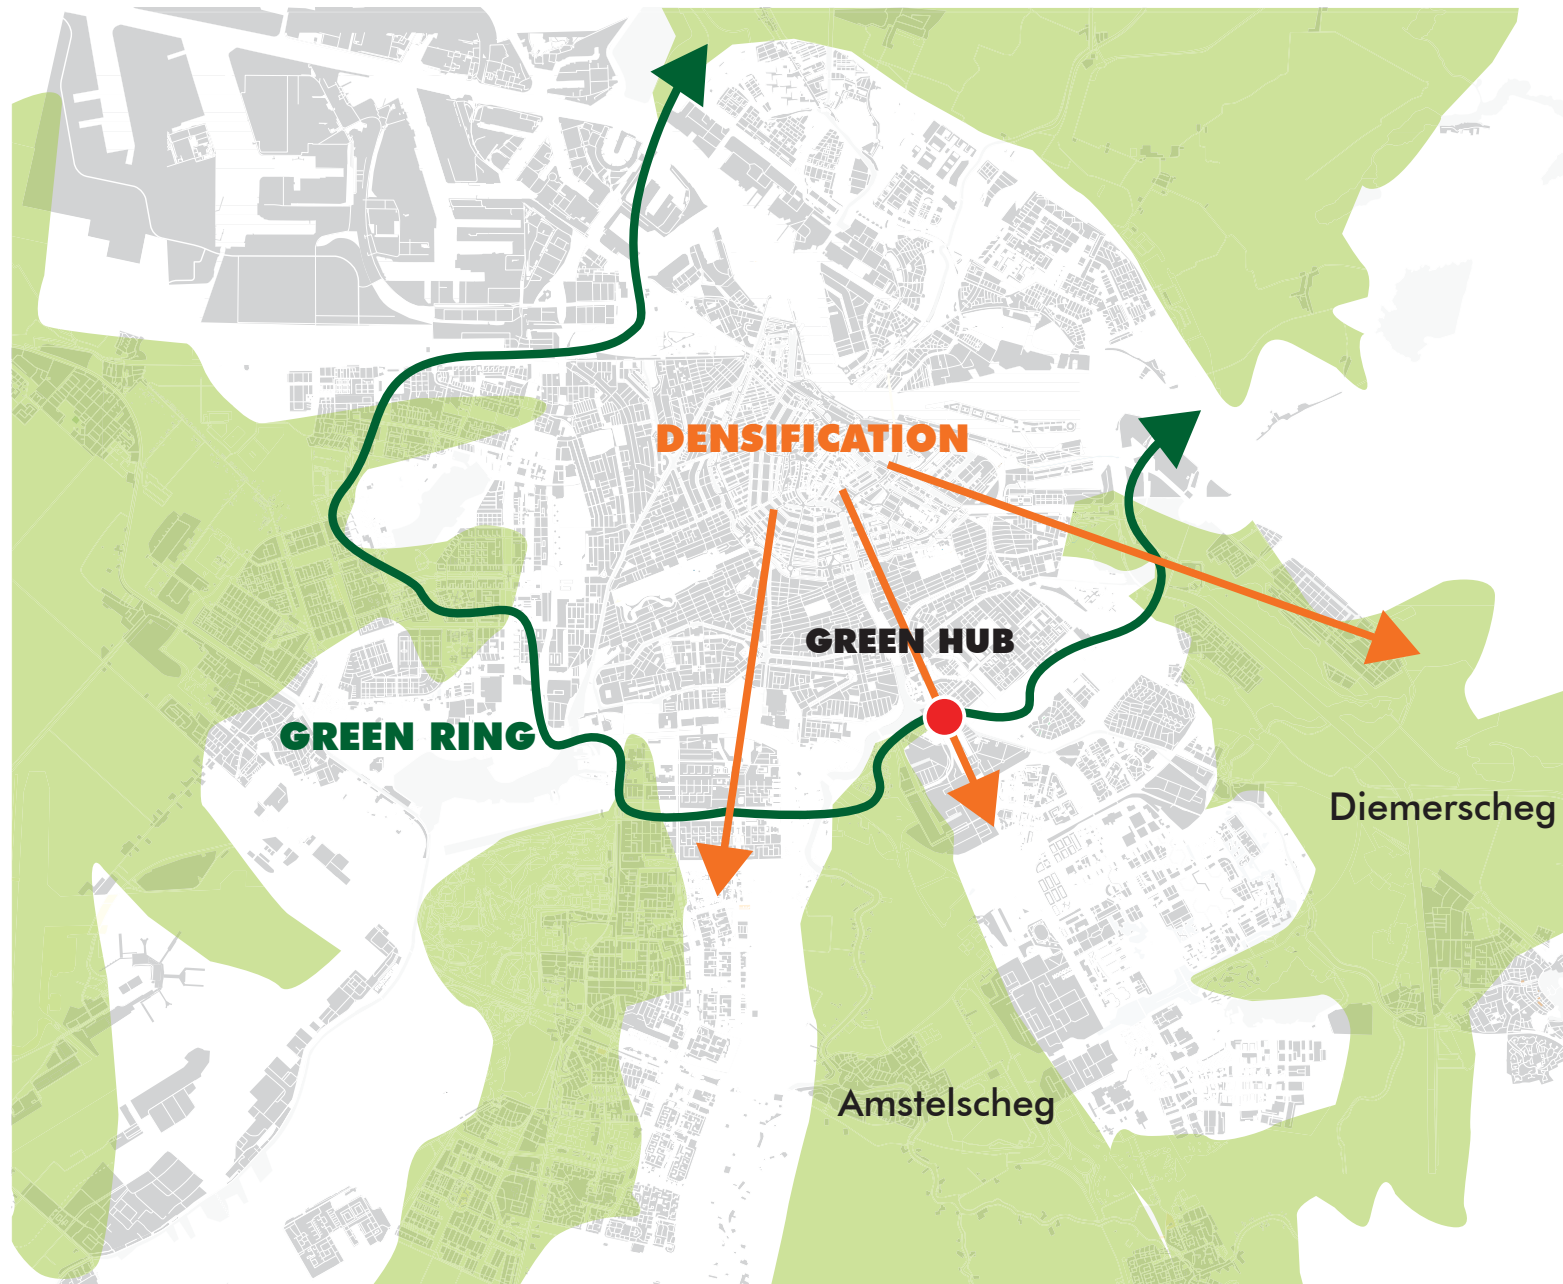 DENSIFICATION
GREEN HUB
GREEN RING
Diemerscheg
Amstelscheg